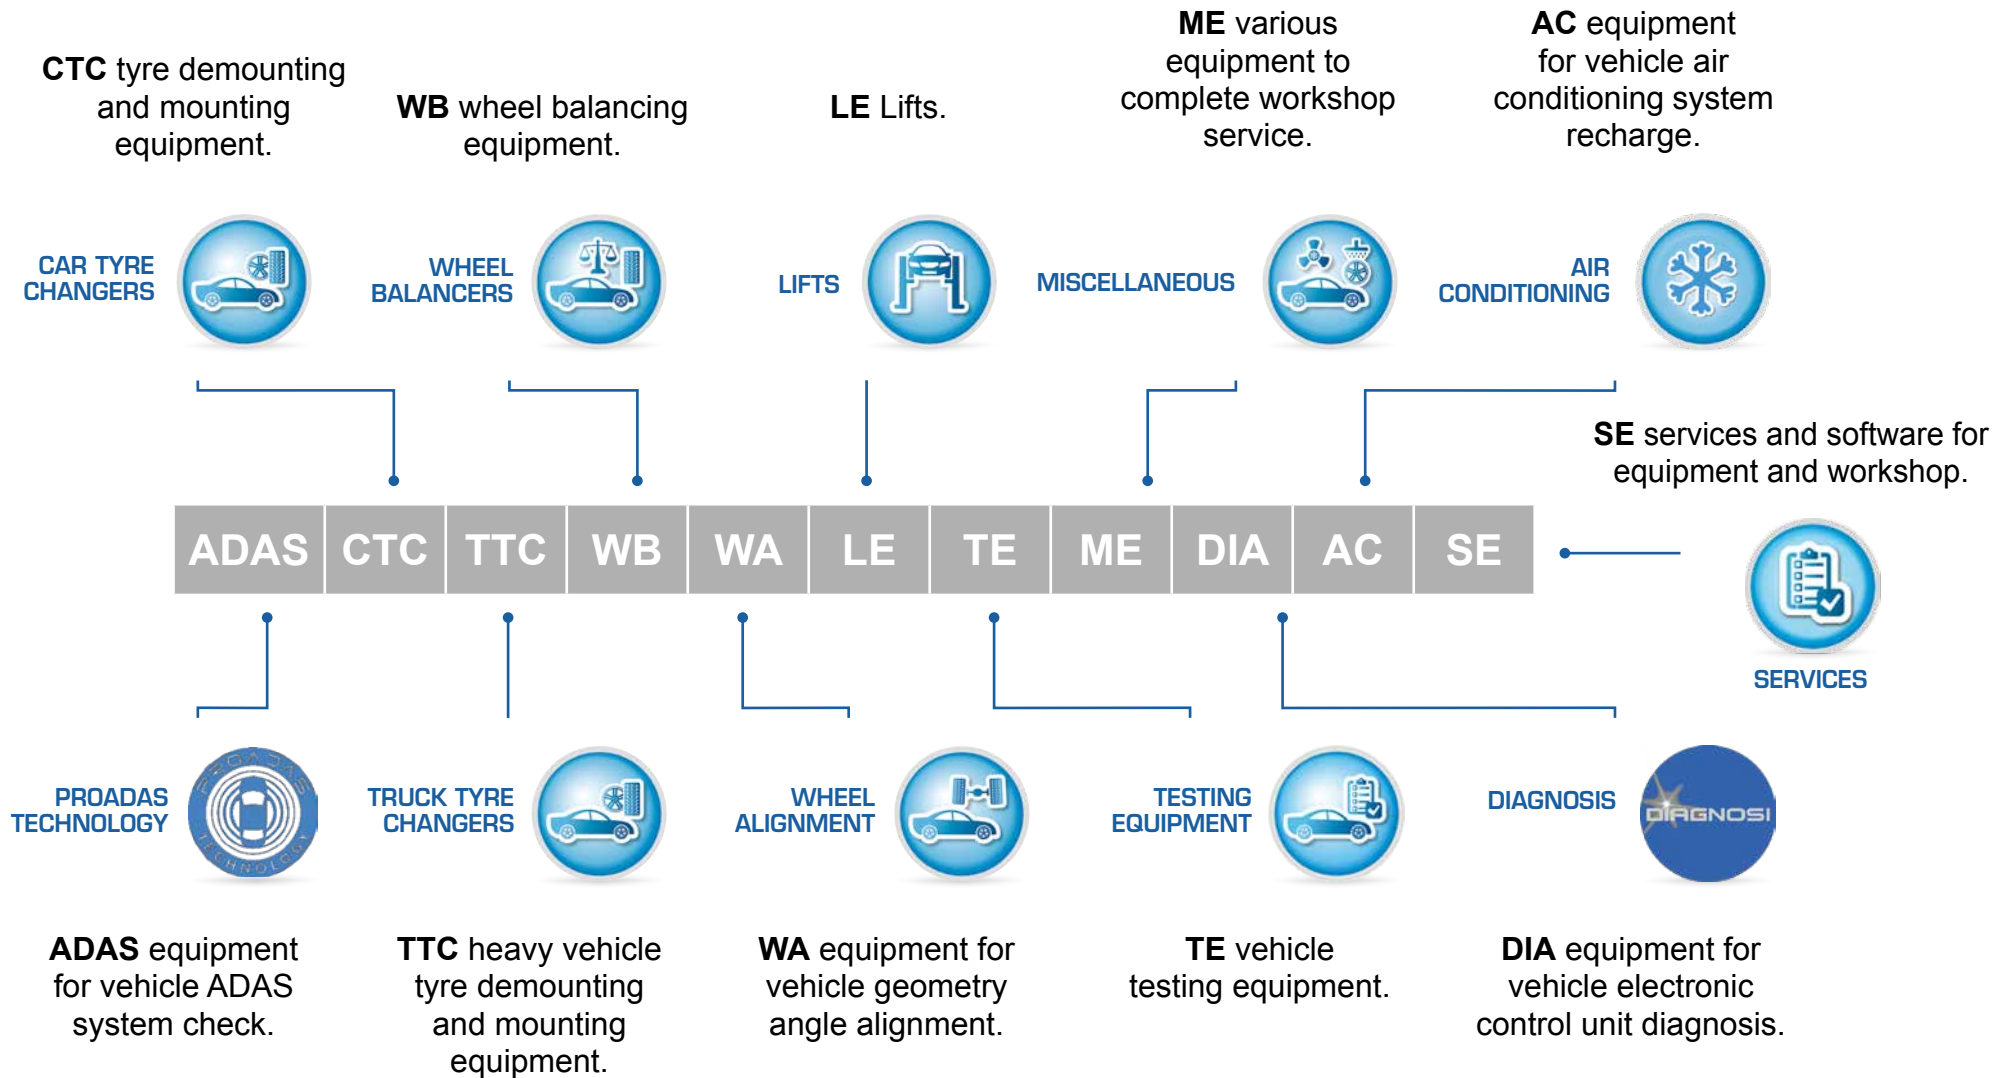 CTC tyre demounting
and mounting
equipment.
WB wheel balancing
equipment.
LE Lifts.
ME various
equipment to
complete workshop
service.
AC equipment
for vehicle air
conditioning system
recharge.
CAR TYRE
CHANGERS
WHEEL
BALANCERS
LIFTS
MISCELLANEOUS
AIR
CONDITIONING
SE services and software for
equipment and workshop.
ADAS CTC TTC WB WA LE TE ME DIA AC SE
SERVICES
PROADAS
TECHNOLOGY
PROADAS
TECHNOLOGY
TRUCK TYRE
CHANGERS
WHEEL
ALIGNMENT
TESTING
EQUIPMENT
DIAGNOSIS
DIAGNOSI
ADAS equipment
for vehicle ADAS
system check.
TTC heavy vehicle
tyre demounting
and mounting
equipment.
WA equipment for
vehicle geometry
angle alignment.
TE vehicle
testing equipment.
DIA equipment for
vehicle electronic
control unit diagnosis.